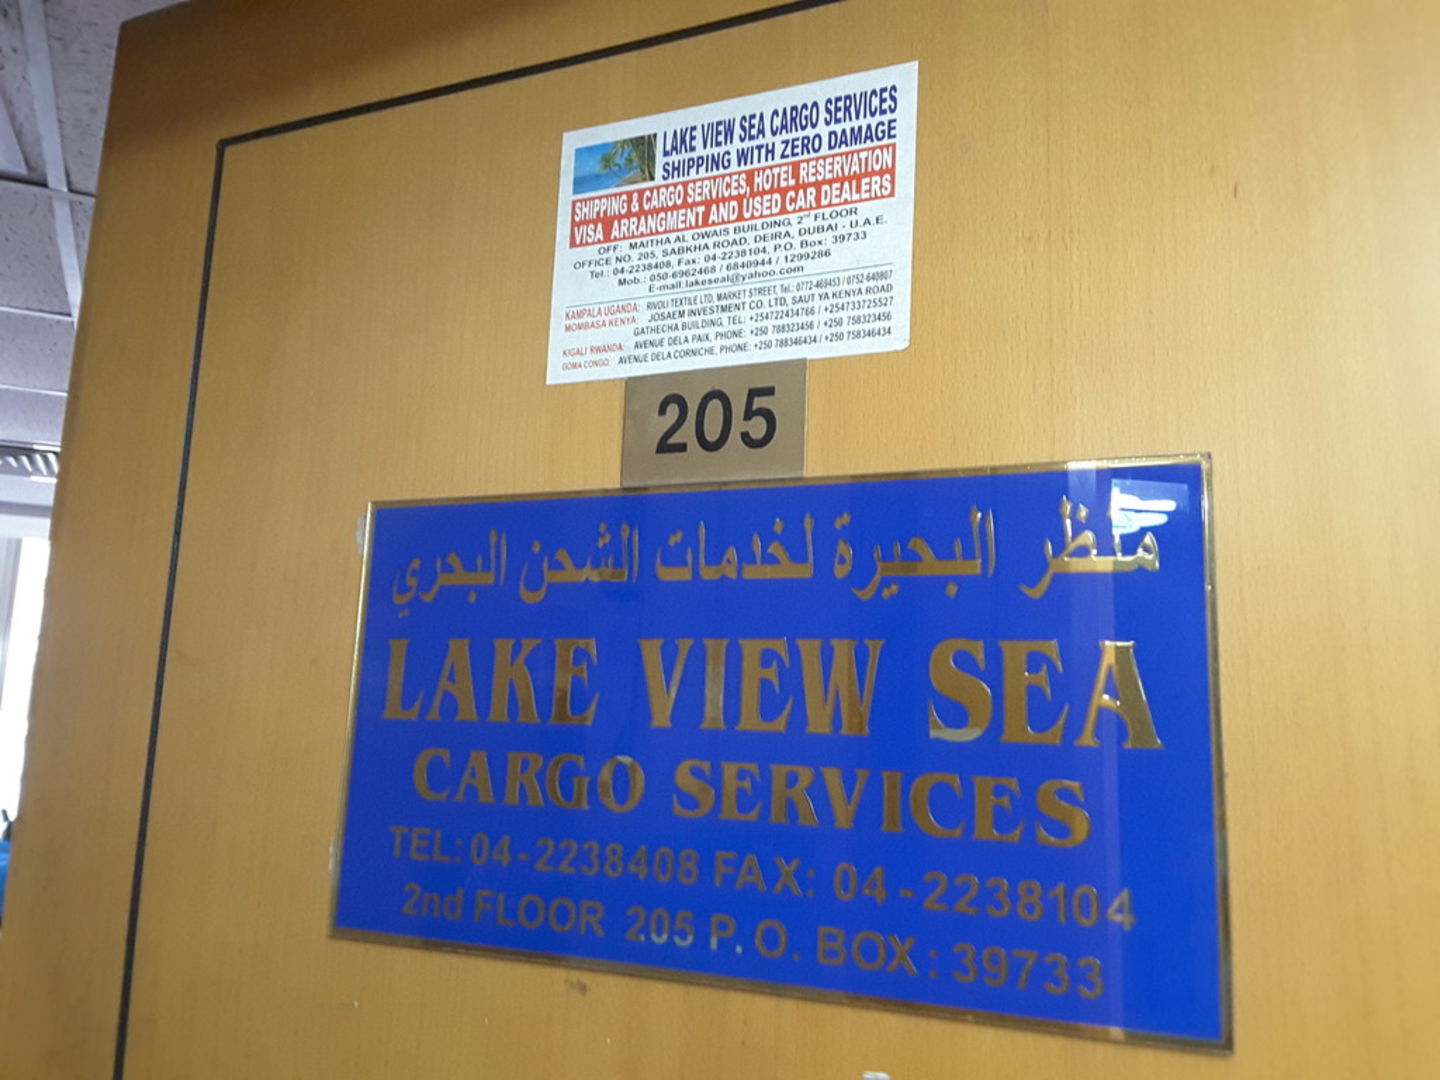 LAKE VIEW SEA CARGO SERVICES
SHIPPING WITH ZERO DAMAGE
SHIPPING & CARGO SERVICES, HOTEL RESERVATION
VISA ARRANGMENT AND USED CAR DEALERS
OFF: MAITHA AL OWAIS BUILDING, 2nd FLOOR
OFFICE NO. 205, SABKHA ROAD, DEIRA, DUBAI - U.A.E.
Tel.: 04-2238408, Fax: 04-2238104, P.O. Box: 39733
Mob.: 050-6962468 / 6840944 / 1299286
E-mail:lakeseal@yahoo.com
KAMPALA UGANDA: RIVOLI TEXTILE LTD, MARKET STREET, Tel.: 0772-469453 / 0752-640807
MOMBASA KENYA: JOSAEM INVESTMENT CO. LTD, SAUT YA KENYA ROAD
GATHECHA BUILDING, TEL: +254722434766 / +254733725527
KIGALI RWANDA: AVENUE DELA PAIX, PHONE: +250 788323456 / +250 758323456
GOMA CONGO: AVENUE DELA CORNICHE, PHONE: +250 788346434 / +250 758346434
205
منظر البحيرة لخدمات الشحن البحري
LAKE VIEW SEA
CARGO SERVICES
TEL: 04-2238408 FAX: 04-2238104
2nd FLOOR 205 P. O. BOX: 39733